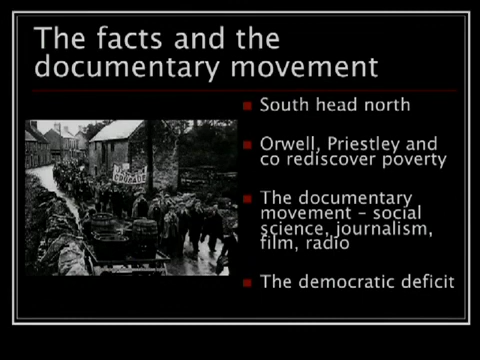 The facts and the
documentary movement
South head north
Orwell, Priestley and
co rediscover poverty
The documentary
movement – social
science, journalism,
film, radio
The democratic deficit
CRUSADE